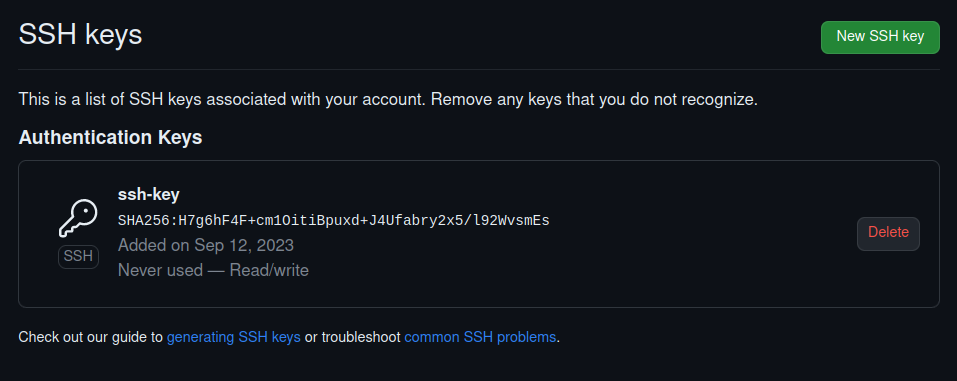 SSH keys
New SSH key
This is a list of SSH keys associated with your account. Remove any keys that you do not recognize.
Authentication Keys
ssh-key
SHA256:H7g6hF4F+cm1OitiBpuxd+J4Ufabry2x5/l92WvsmEs
Added on Sep 12, 2023
Never used — Read/write
SSH
Delete
Check out our guide to generating SSH keys or troubleshoot common SSH problems.